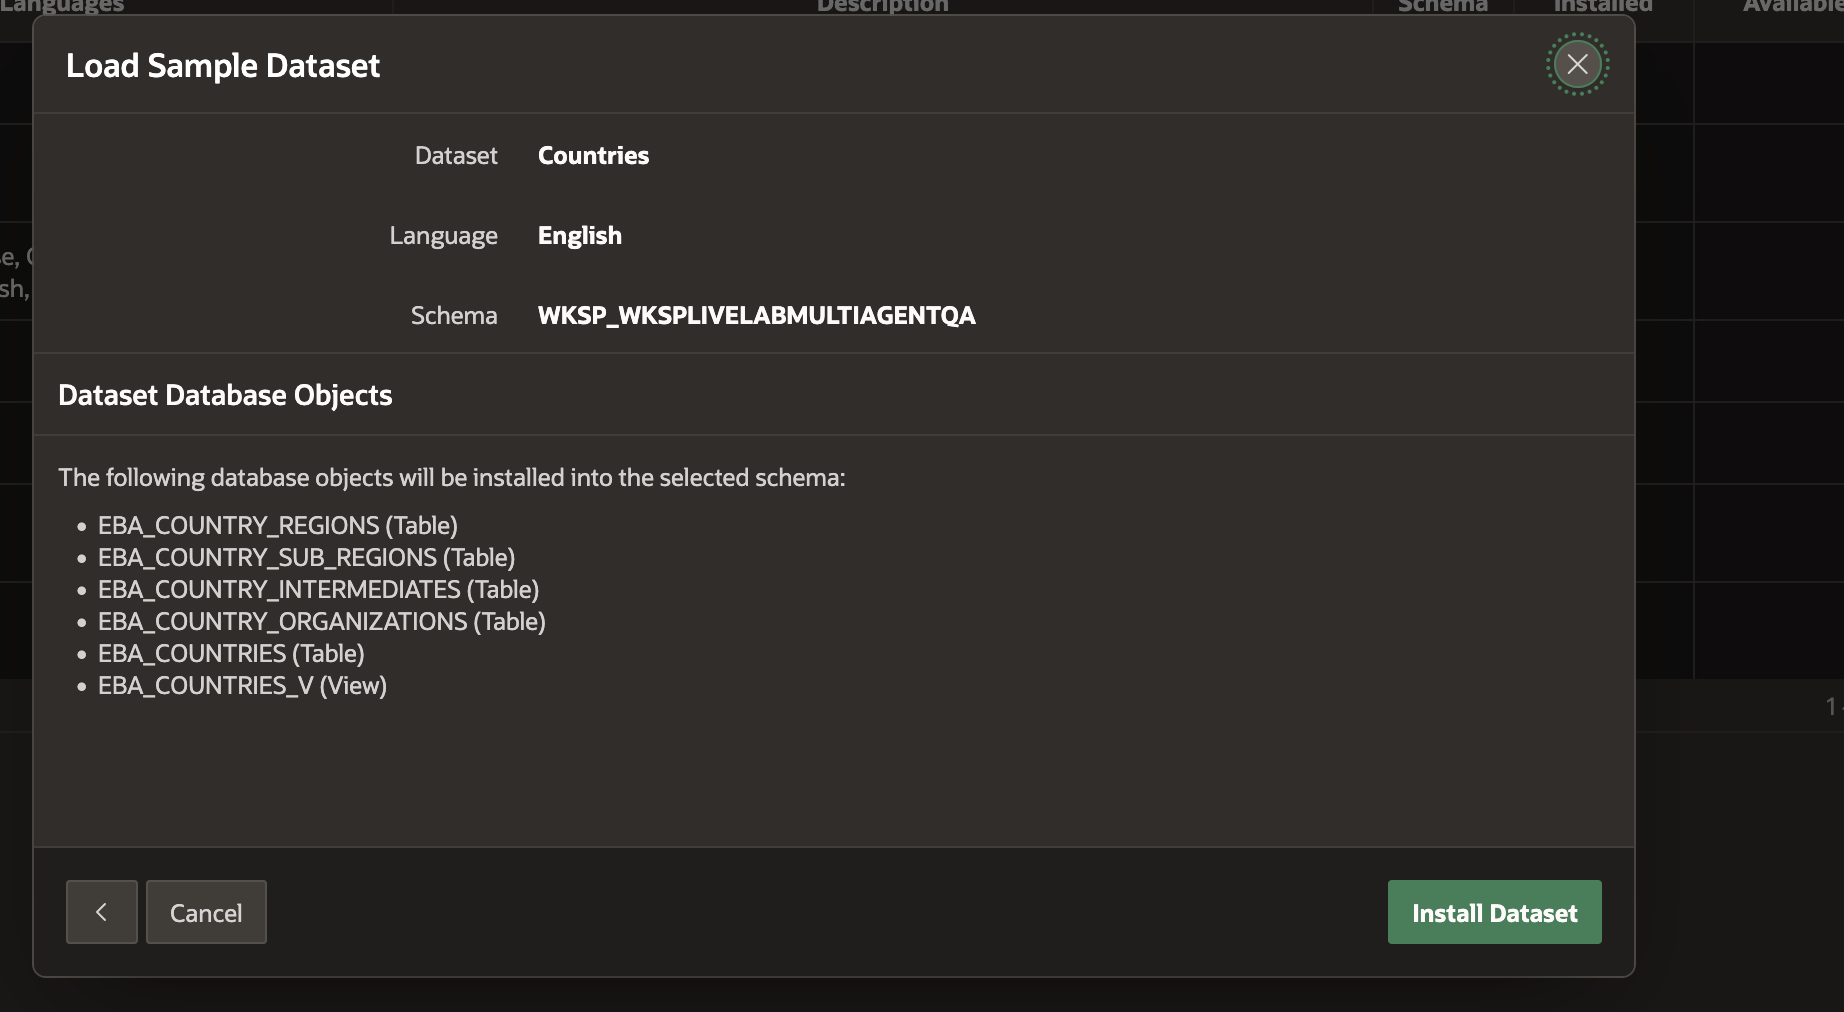 Languages Description Schema Installed Available
Load Sample Dataset
Dataset Countries
Language English
Schema WKSP_WKSPLIVELABMULTIAGENTQA
Dataset Database Objects
The following database objects will be installed into the selected schema:
• EBA_COUNTRY_REGIONS (Table)
• EBA_COUNTRY_SUB_REGIONS (Table)
• EBA_COUNTRY_INTERMEDIATES (Table)
• EBA_COUNTRY_ORGANIZATIONS (Table)
• EBA_COUNTRIES (Table)
• EBA_COUNTRIES_V (View)
Cancel Install Dataset